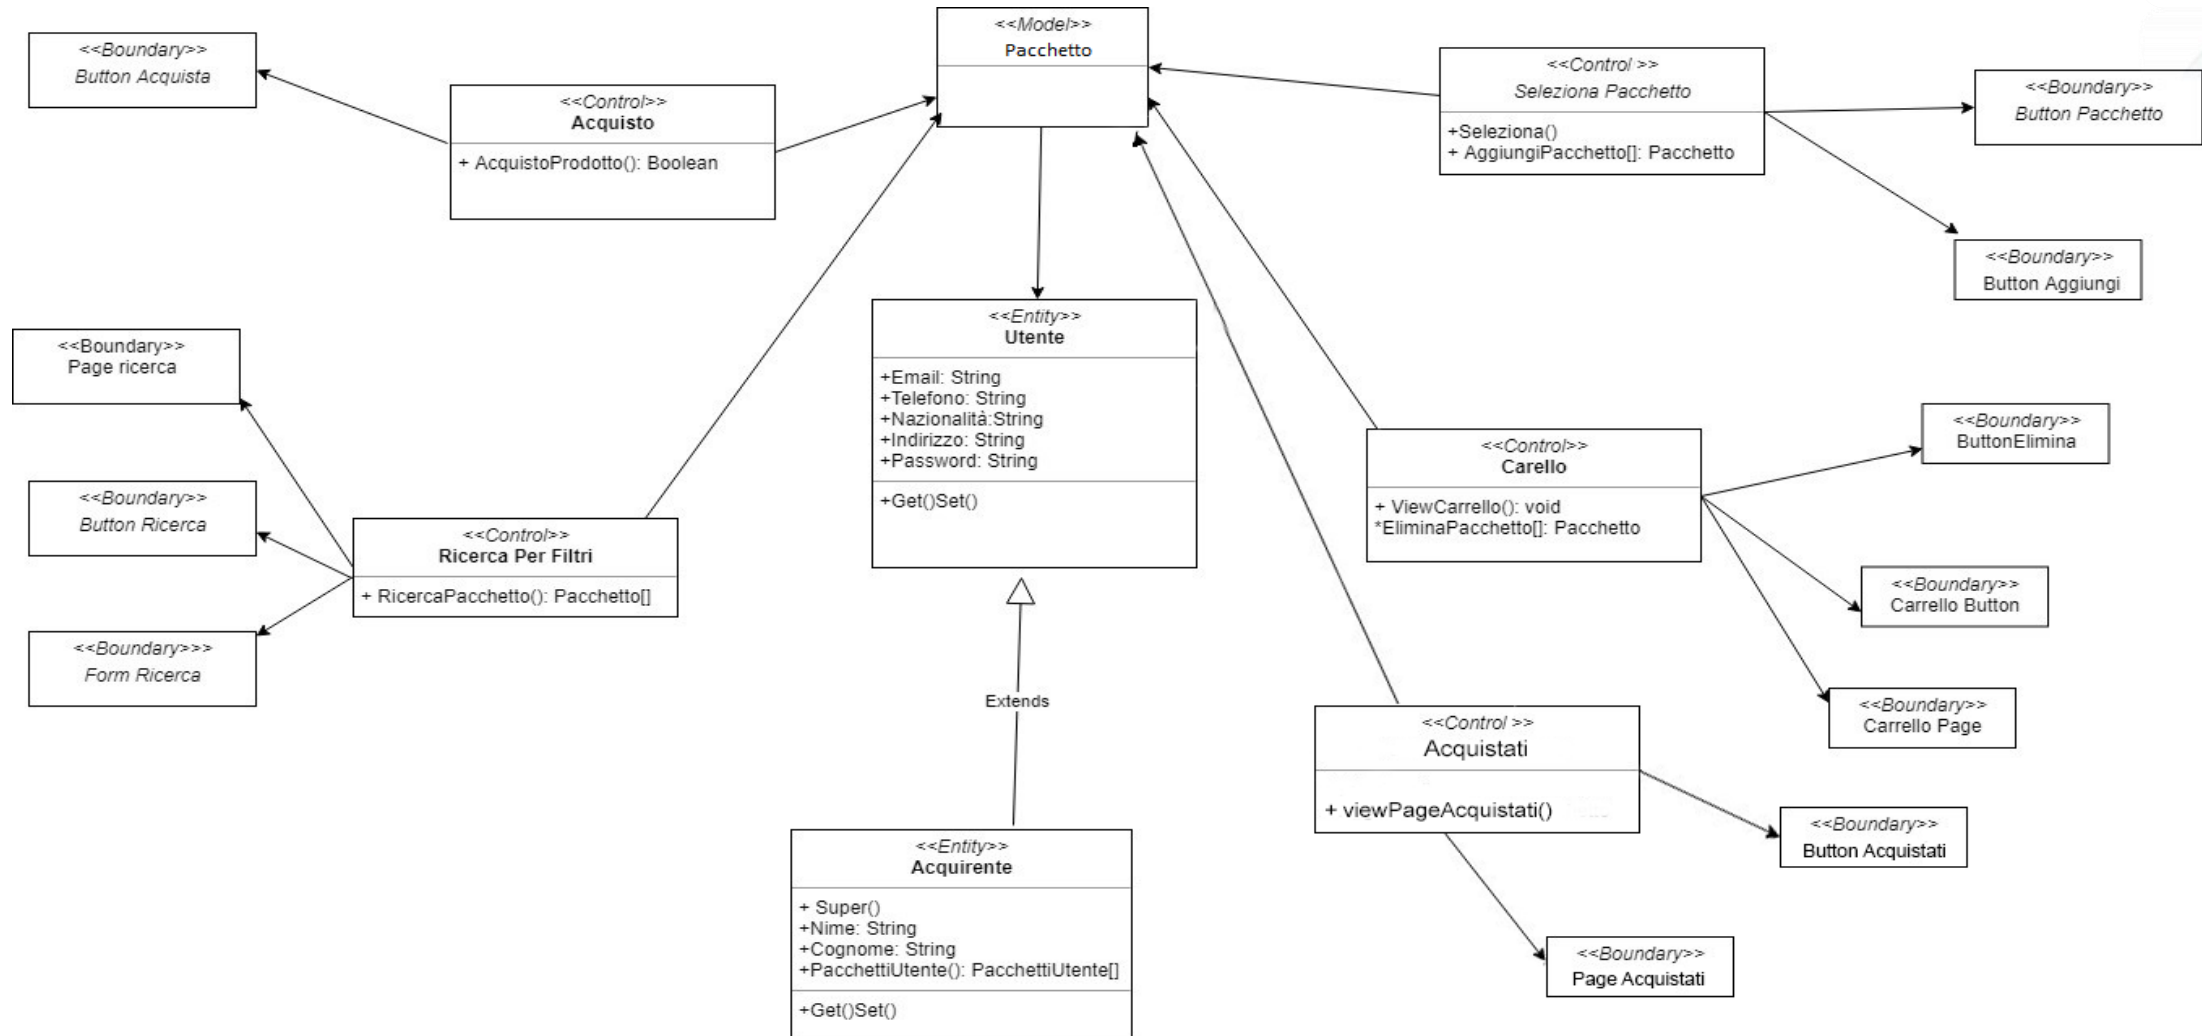 <<Model>>
Pacchetto
<<Boundary>>
Button Acquista
<<Control>>
Acquisto
+ AcquistoProdotto(): Boolean
<<Control >>
Seleziona Pacchetto
+Seleziona()
+ AggiungiPacchetto[]: Pacchetto
<<Boundary>>
Button Pacchetto
<<Boundary>>
Button Aggiungi
<<Entity>>
Utente
+Email: String
+Telefono: String
+Nazionalità:String
+Indirizzo: String
+Password: String
+Get()Set()
<<Boundary>>
Page ricerca
<<Boundary>>
Button Ricerca
<<Boundary>>>
Form Ricerca
<<Control>>
Ricerca Per Filtri
+ RicercaPacchetto(): Pacchetto[]
<<Control>>
Carello
+ ViewCarrello(): void
*EliminaPacchetto[]: Pacchetto
<<Boundary>>
ButtonElimina
<<Boundary>>
Carrello Button
<<Boundary>>
Carrello Page
Extends
<<Control >>
Acquistati
+ viewPageAcquistati()
<<Boundary>>
Button Acquistati
<<Boundary>>
Page Acquistati
<<Entity>>
Acquirente
+ Super()
+Nime: String
+Cognome: String
+PacchettiUtente(): PacchettiUtente[]
+Get()Set()